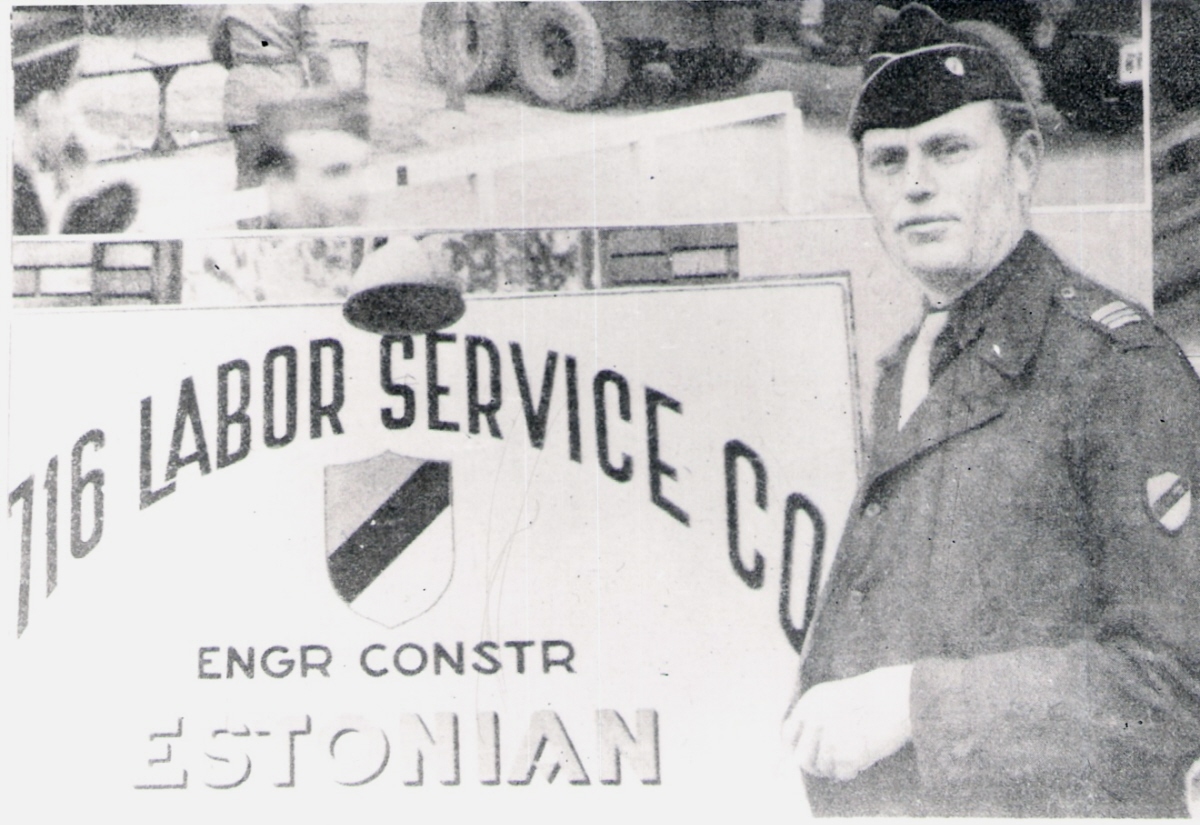 716 LABOR SERVICE CO
ENGR CONSTR
ESTONIAN